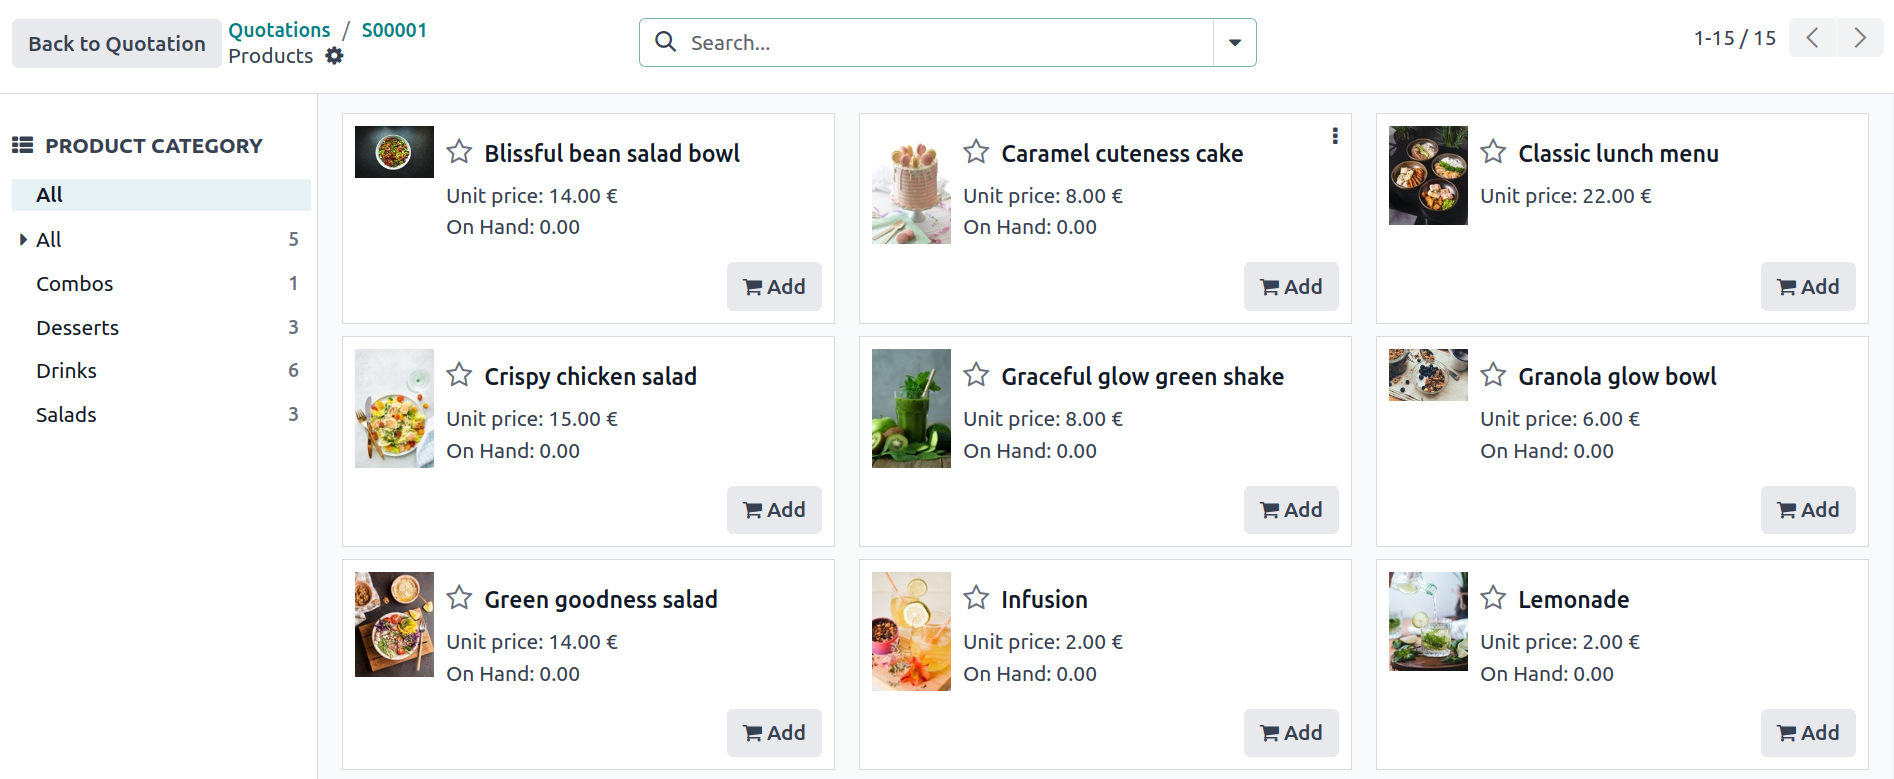 Back to Quotation
Quotations / S00001
Products
Search...
1-15 / 15
PRODUCT CATEGORY
All
All 5
Combos 1
Desserts 3
Drinks 6
Salads 3
Blissful bean salad bowl
Unit price: 14.00 €
On Hand: 0.00
Add
Caramel cuteness cake
Unit price: 8.00 €
On Hand: 0.00
Add
Classic lunch menu
Unit price: 22.00 €
Add
Crispy chicken salad
Unit price: 15.00 €
On Hand: 0.00
Add
Graceful glow green shake
Unit price: 8.00 €
On Hand: 0.00
Add
Granola glow bowl
Unit price: 6.00 €
On Hand: 0.00
Add
Green goodness salad
Unit price: 14.00 €
On Hand: 0.00
Add
Infusion
Unit price: 2.00 €
On Hand: 0.00
Add
Lemonade
Unit price: 2.00 €
On Hand: 0.00
Add